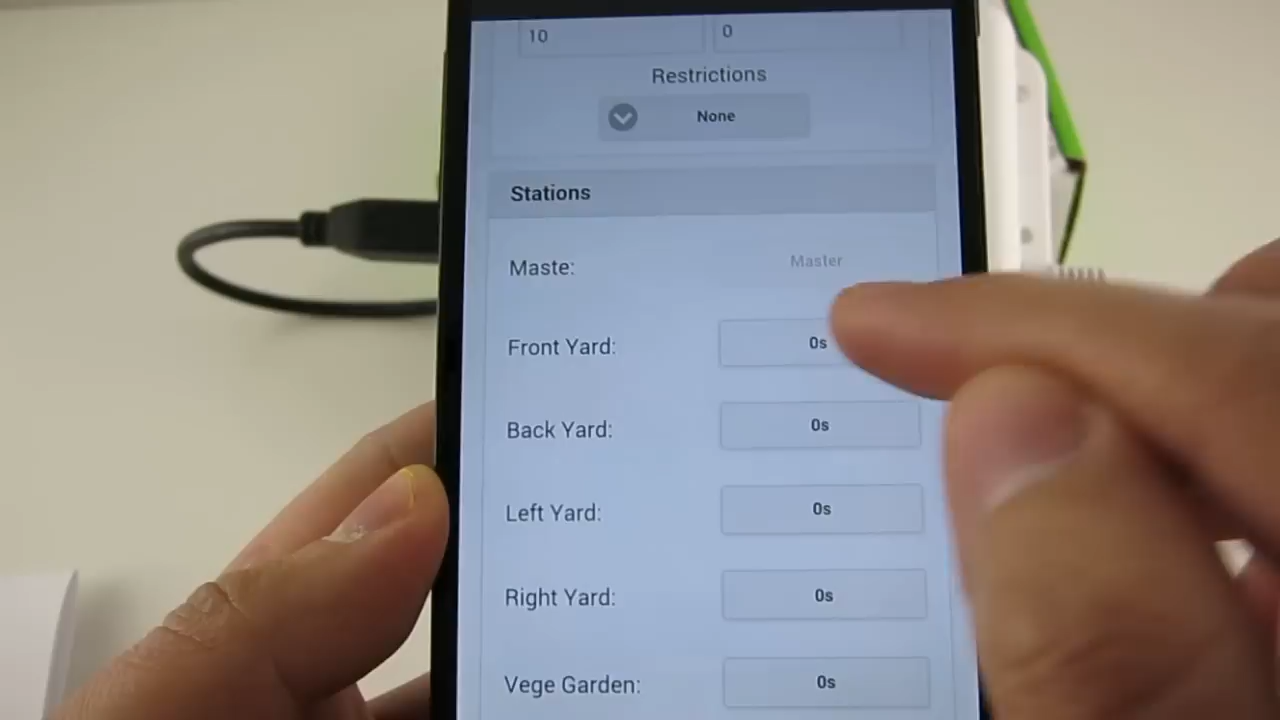 10 0
Restrictions
None
Stations
Maste: Master
Front Yard: 0s
Back Yard: 0s
Left Yard: 0s
Right Yard: 0s
Vege Garden: 0s